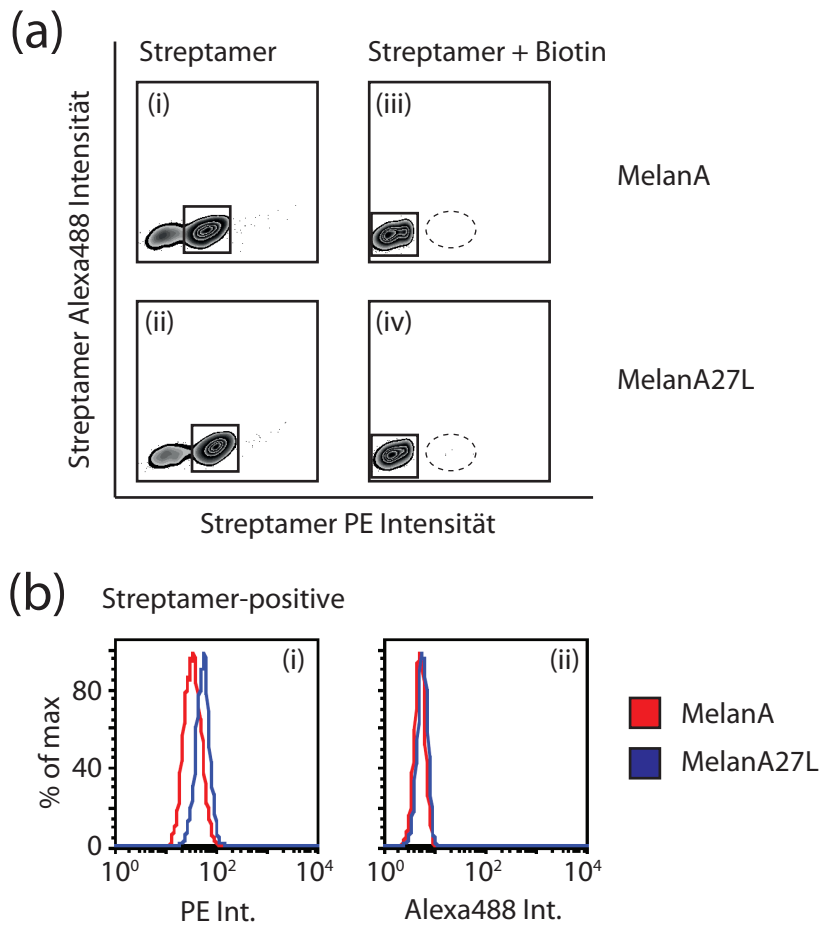 (a)
Streptamer
Streptamer + Biotin
Streptamer Alexa488 Intensität
(i)
(iii)
MelanA
(ii)
(iv)
MelanA27L
Streptamer PE Intensität
(b)
Streptamer-positive
% of max
80
40
0
(i)
(ii)
10⁰ 10² 10⁴
10⁰ 10² 10⁴
PE Int.
Alexa488 Int.
MelanA
MelanA27L